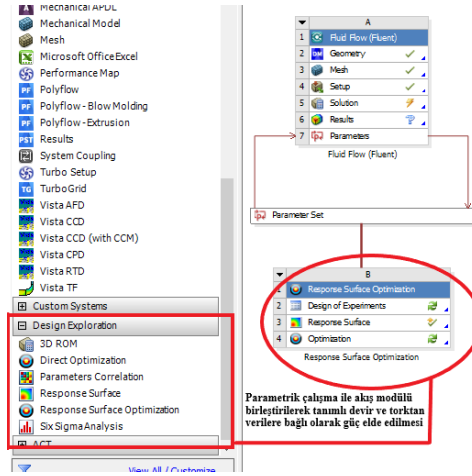 Mechanical APDL
Mechanical Model
Mesh
Microsoft Office Excel
Performance Map
Polyflow
Polyflow - Blow Molding
Polyflow - Extrusion
Results
System Coupling
Turbo Setup
TurboGrid
Vista AFD
Vista CCD
Vista CCD (with CCM)
Vista CPD
Vista RTD
Vista TF
Custom Systems
Design Exploration
3D ROM
Direct Optimization
Parameters Correlation
Response Surface
Response Surface Optimization
Six Sigma Analysis
ACT
View All / Customize...
A
1 Fluid Flow (Fluent)
2 Geometry
3 Mesh
4 Setup
5 Solution
6 Results
7 Parameters
Fluid Flow (Fluent)
Parameter Set
B
1 Response Surface Optimization
2 Design of Experiments
3 Response Surface
4 Optimization
Response Surface Optimization
Parametrik çalışma ile akış modülü
birleştirilerek tanımlı devir ve torktan
verilere bağlı olarak güç elde edilmesi